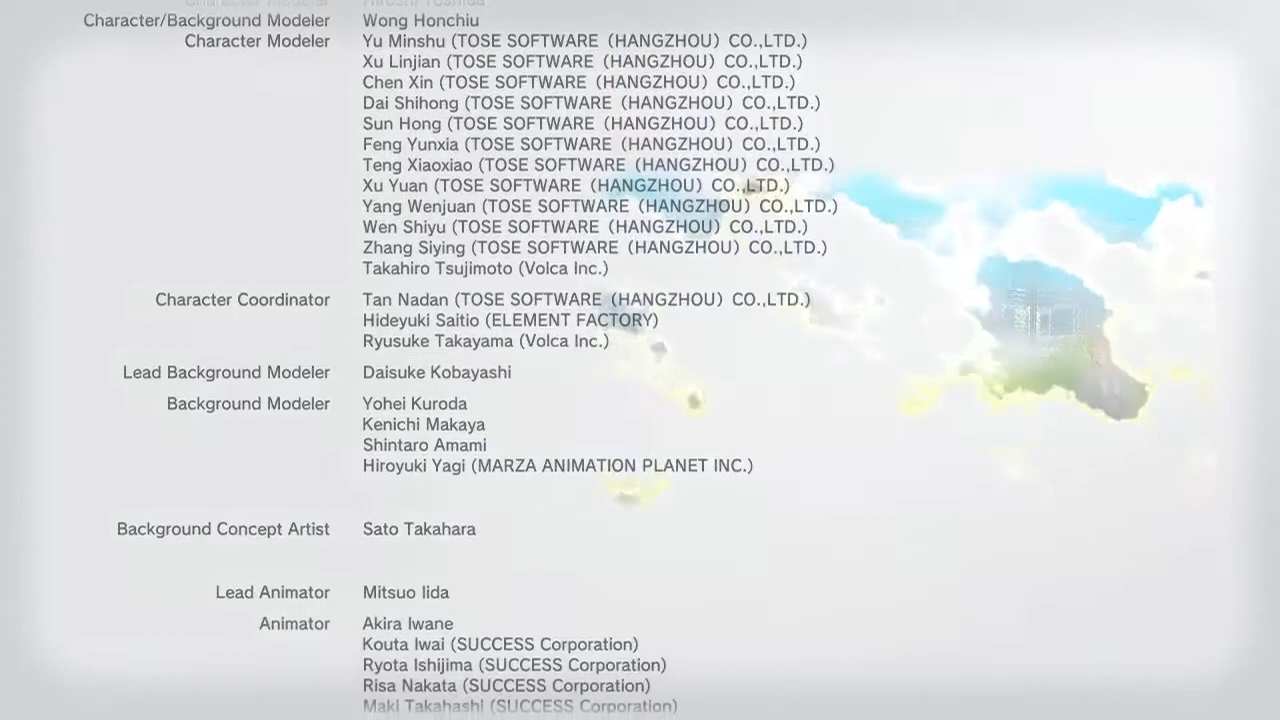 Character Modeler Hiroshi Yoshida
Character/Background Modeler Wong Honchiu
Character Modeler Yu Minshu (TOSE SOFTWARE（HANGZHOU）CO.,LTD.)
Xu Linjian (TOSE SOFTWARE（HANGZHOU）CO.,LTD.)
Chen Xin (TOSE SOFTWARE（HANGZHOU）CO.,LTD.)
Dai Shihong (TOSE SOFTWARE（HANGZHOU）CO.,LTD.)
Sun Hong (TOSE SOFTWARE（HANGZHOU）CO.,LTD.)
Feng Yunxia (TOSE SOFTWARE（HANGZHOU）CO.,LTD.)
Teng Xiaoxiao (TOSE SOFTWARE（HANGZHOU）CO.,LTD.)
Xu Yuan (TOSE SOFTWARE（HANGZHOU）CO.,LTD.)
Yang Wenjuan (TOSE SOFTWARE（HANGZHOU）CO.,LTD.)
Wen Shiyu (TOSE SOFTWARE（HANGZHOU）CO.,LTD.)
Zhang Siying (TOSE SOFTWARE（HANGZHOU）CO.,LTD.)
Takahiro Tsujimoto (Volca Inc.)
Character Coordinator Tan Nadan (TOSE SOFTWARE（HANGZHOU）CO.,LTD.)
Hideyuki Saitio (ELEMENT FACTORY)
Ryusuke Takayama (Volca Inc.)
Lead Background Modeler Daisuke Kobayashi
Background Modeler Yohei Kuroda
Kenichi Makaya
Shintaro Amami
Hiroyuki Yagi (MARZA ANIMATION PLANET INC.)
Background Concept Artist Sato Takahara
Lead Animator Mitsuo Iida
Animator Akira Iwane
Kouta Iwai (SUCCESS Corporation)
Ryota Ishijima (SUCCESS Corporation)
Risa Nakata (SUCCESS Corporation)
Maki Takahashi (SUCCESS Corporation)